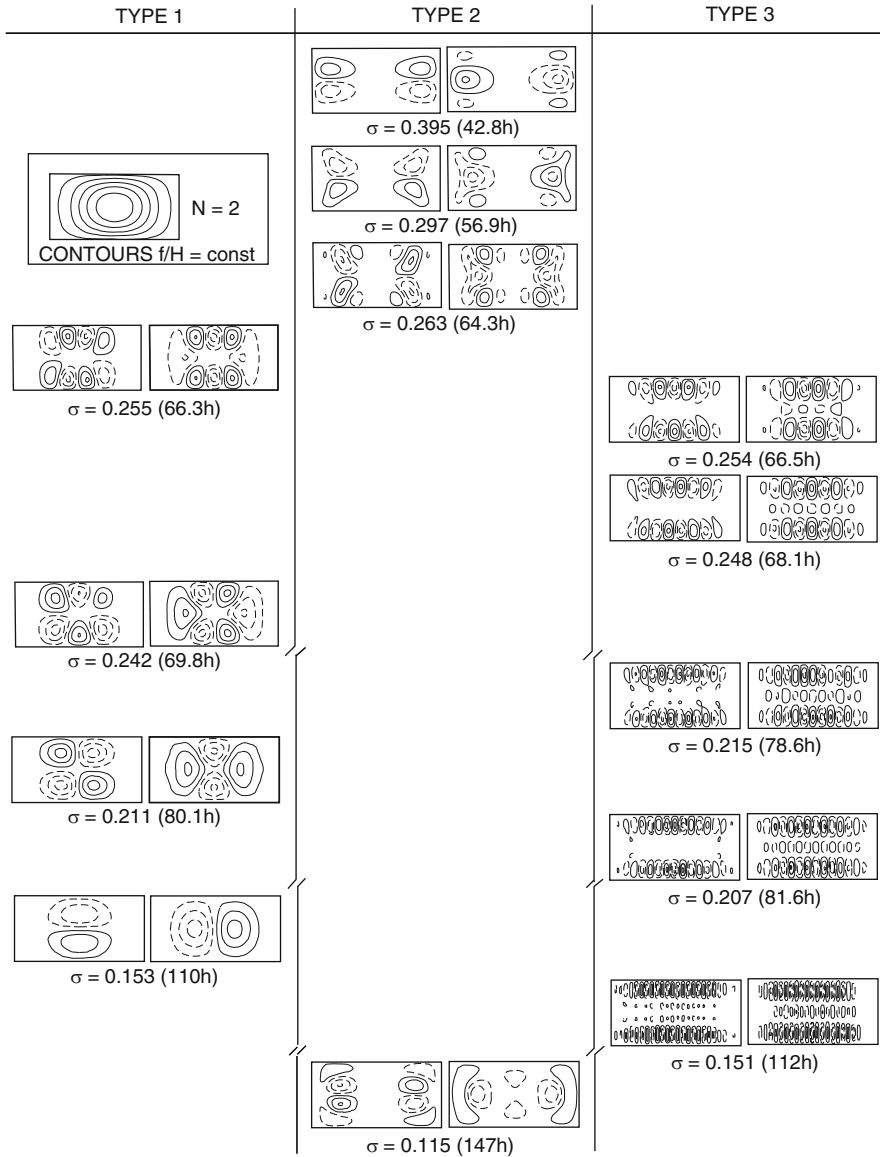 TYPE 1
TYPE 2
TYPE 3
σ = 0.395 (42.8h)
N = 2
CONTOURS f/H = const
σ = 0.297 (56.9h)
σ = 0.263 (64.3h)
σ = 0.255 (66.3h)
σ = 0.254 (66.5h)
σ = 0.248 (68.1h)
σ = 0.242 (69.8h)
σ = 0.215 (78.6h)
σ = 0.211 (80.1h)
σ = 0.207 (81.6h)
σ = 0.153 (110h)
σ = 0.151 (112h)
σ = 0.115 (147h)